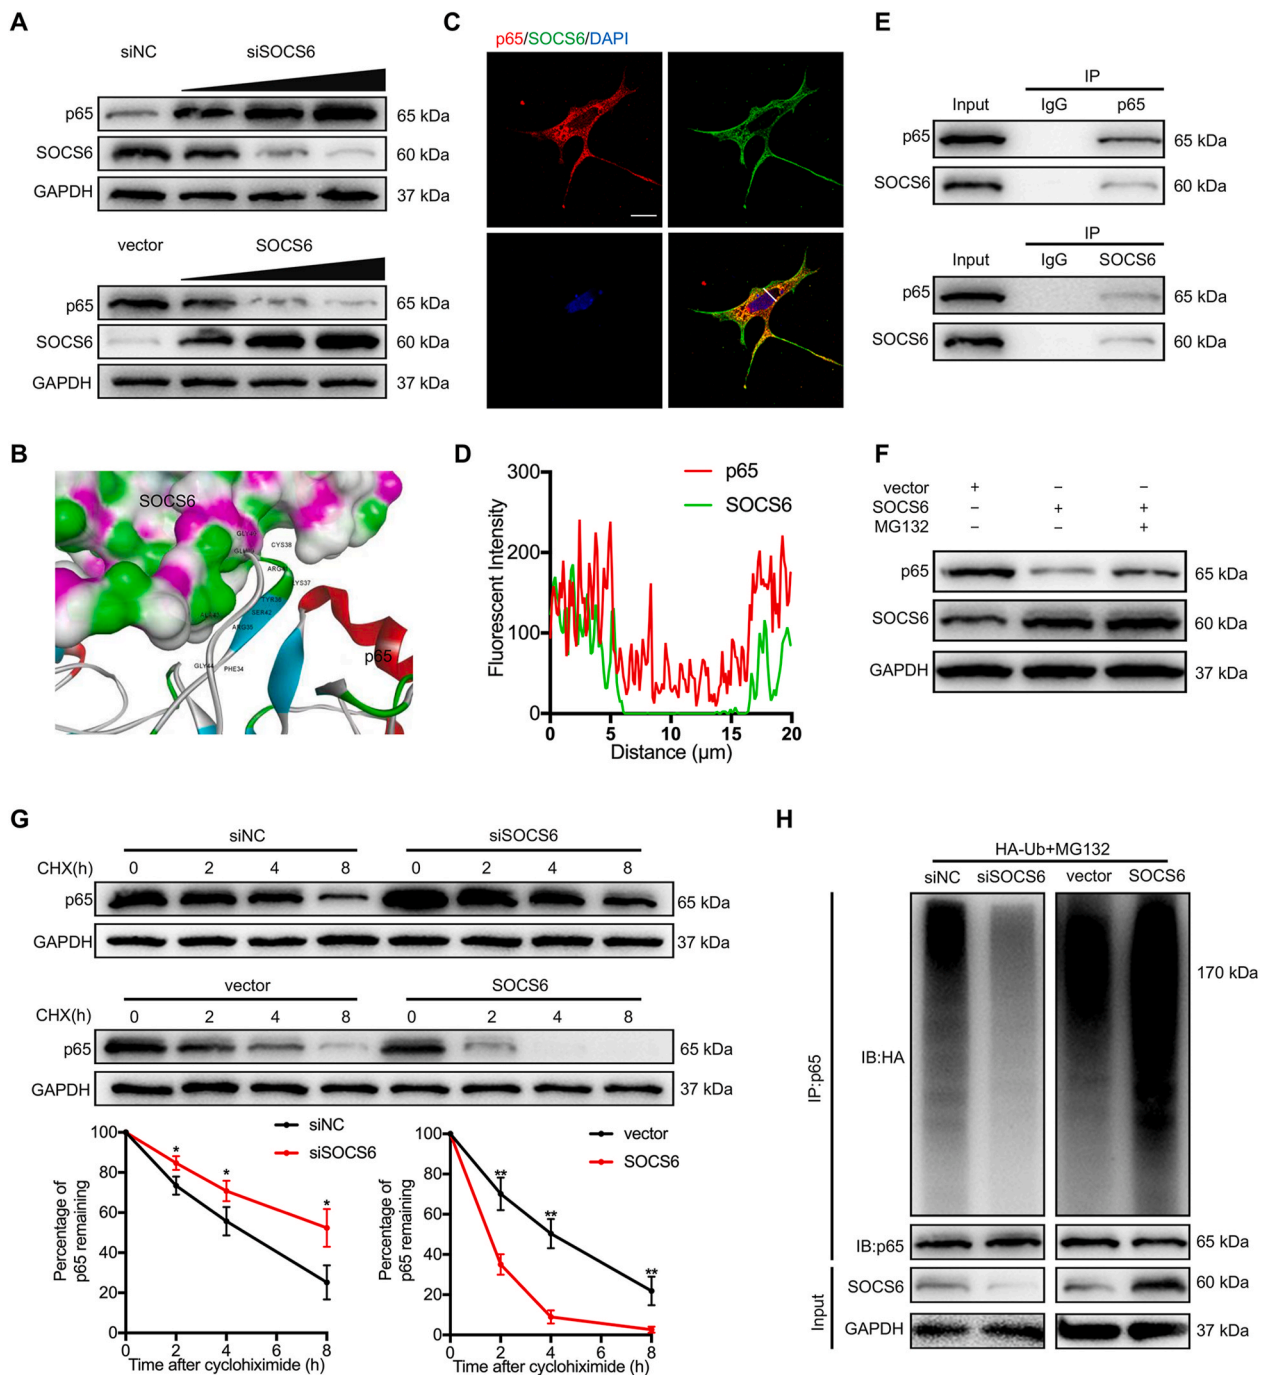 A
siNC siSOCS6
p65 65 kDa
SOCS6 60 kDa
GAPDH 37 kDa
vector SOCS6
p65 65 kDa
SOCS6 60 kDa
GAPDH 37 kDa
B
SOCS6
CYS38
PHE34
GLY44
SER42
ARG35
p65
C
p65/SOCS6/DAPI
D
300
200
100
0
Fluorescent Intensity
p65
SOCS6
0 5 10 15 20
Distance (μm)
E
IP
Input IgG p65
p65 65 kDa
SOCS6 60 kDa
IP
Input IgG SOCS6
p65 65 kDa
SOCS6 60 kDa
F
vector + – –
SOCS6 – + +
MG132 – – +
p65 65 kDa
SOCS6 60 kDa
GAPDH 37 kDa
G
siNC siSOCS6
CHX(h) 0 2 4 8 0 2 4 8
p65 65 kDa
GAPDH 37 kDa
vector SOCS6
CHX(h) 0 2 4 8 0 2 4 8
p65 65 kDa
GAPDH 37 kDa
Percentage of
p65 remaining
100
80
60
40
20
0
siNC
siSOCS6
* * *
0 2 4 6 8
Time after cyclohiximide (h)
Percentage of
p65 remaining
100
80
60
40
20
0
vector
SOCS6
** ** **
0 2 4 6 8
Time after cyclohiximide (h)
H
HA-Ub+MG132
siNC siSOCS6 vector SOCS6
170 kDa
IP:p65
IB:HA
IB:p65 65 kDa
Input
SOCS6 60 kDa
GAPDH 37 kDa